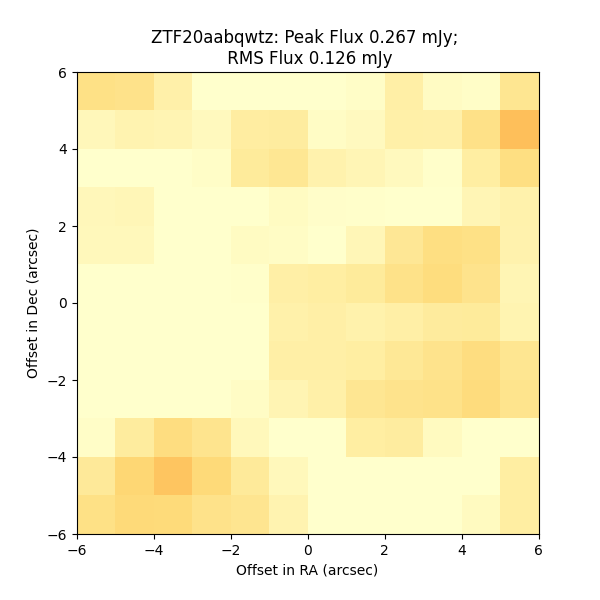 ZTF20aabqwtz: Peak Flux 0.267 mJy;
RMS Flux 0.126 mJy
6
4
2
0
−2
−4
−6
Offset in Dec (arcsec)
−6 −4 −2 0 2 4 6
Offset in RA (arcsec)